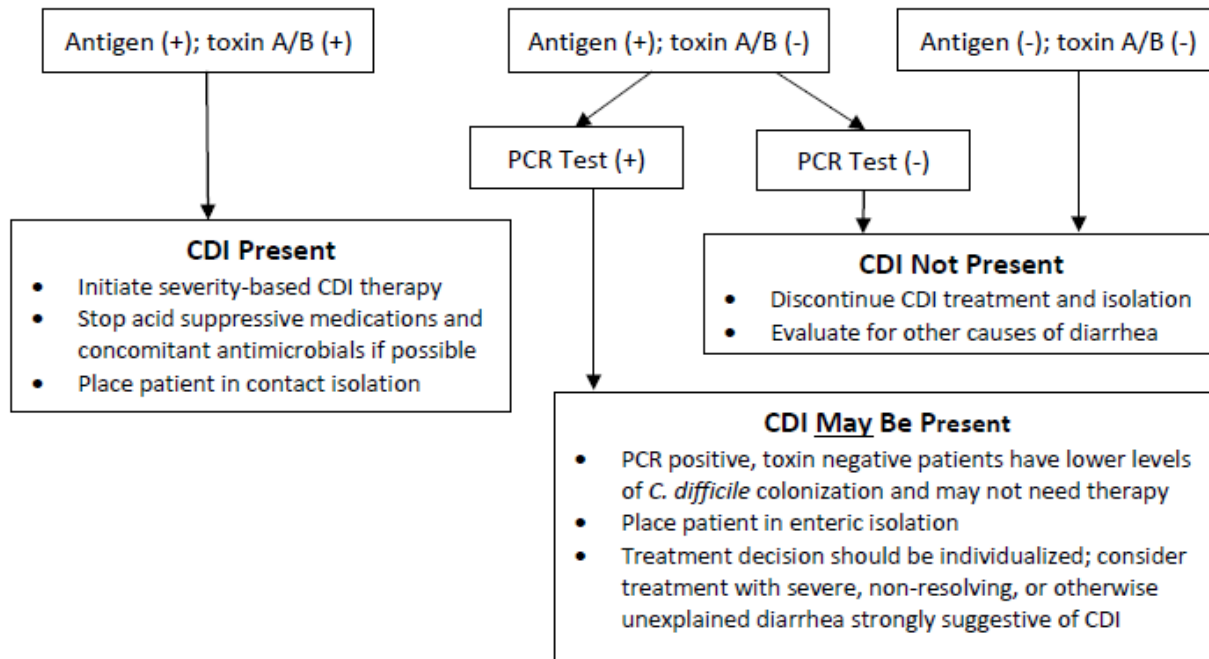 Antigen (+); toxin A/B (+)
Antigen (+); toxin A/B (-)
Antigen (-); toxin A/B (-)
PCR Test (+)
PCR Test (-)
CDI Present
• Initiate severity-based CDI therapy
• Stop acid suppressive medications and
concomitant antimicrobials if possible
• Place patient in contact isolation
CDI Not Present
• Discontinue CDI treatment and isolation
• Evaluate for other causes of diarrhea
CDI May Be Present
• PCR positive, toxin negative patients have lower levels
of C. difficile colonization and may not need therapy
• Place patient in enteric isolation
• Treatment decision should be individualized; consider
treatment with severe, non-resolving, or otherwise
unexplained diarrhea strongly suggestive of CDI